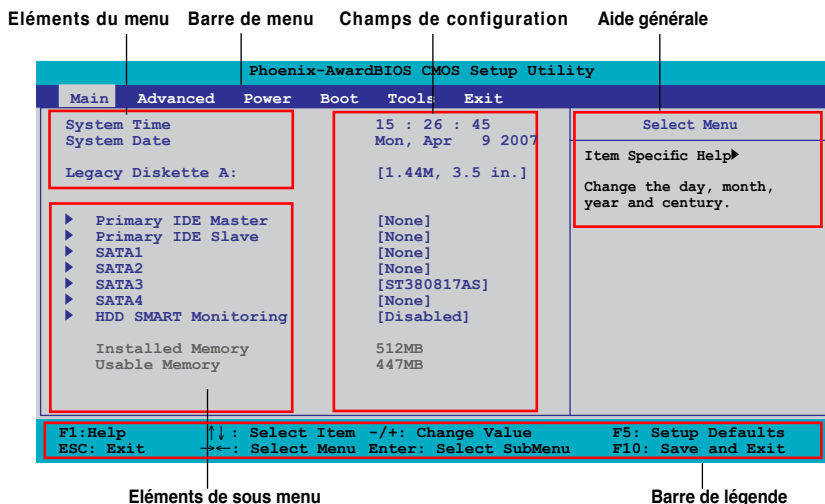 Eléments du menu Barre de menu Champs de configuration Aide générale
Phoenix-AwardBIOS CMOS Setup Utility
Main Advanced Power Boot Tools Exit
System Time 15 : 26 : 45
System Date Mon, Apr 9 2007
Legacy Diskette A: [1.44M, 3.5 in.]
Primary IDE Master [None]
Primary IDE Slave [None]
SATA1 [None]
SATA2 [None]
SATA3 [ST380817AS]
SATA4 [None]
HDD SMART Monitoring [Disabled]
Installed Memory 512MB
Usable Memory 447MB
Select Menu
Item Specific Help
Change the day, month,
year and century.
F1:Help ↑↓: Select Item -/+: Change Value F5: Setup Defaults
ESC: Exit →←: Select Menu Enter: Select SubMenu F10: Save and Exit
Eléments de sous menu Barre de légende